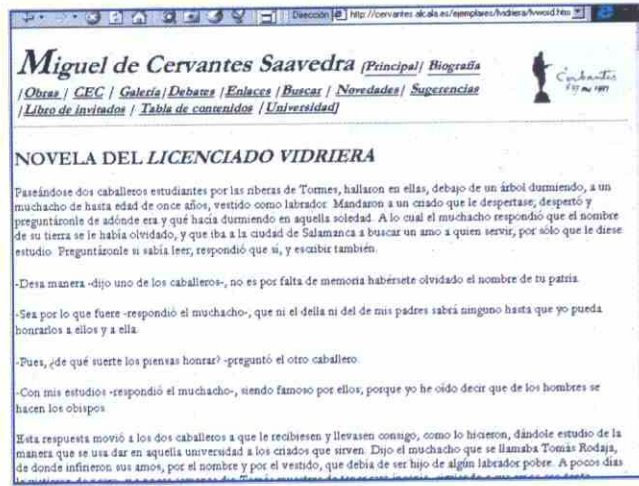 Dirección http://cervantes.alcala.es/ejemplares/lvidriera/lvword.htm
Miguel de Cervantes Saavedra [Principal/ Biografía
/Obras / CEC / Galería/Debates /Enlaces /Buscar / Novedades/ Sugerencias
/Libro de invitados / Tabla de contenidos /Universidad]
Cervantes
NOVELA DEL LICENCIADO VIDRIERA
Paseándose dos caballeros estudiantes por las riberas de Tormes, hallaron en ellas, debajo de un árbol durmiendo, a un
muchacho de hasta edad de once años, vestido como labrador. Mandaron a un criado que le despertase; despertó y
preguntáronle de adónde era y qué hacía durmiendo en aquella soledad. A lo cual el muchacho respondió que el nombre
de su tierra se le había olvidado, y que iba a la ciudad de Salamanca a buscar un amo a quien servir, por sólo que le diese
estudio. Preguntáronle si sabía leer; respondió que sí, y escribir también.
-Desa manera -dijo uno de los caballeros-, no es por falta de memoria habérsete olvidado el nombre de tu patria.
-Sea por lo que fuere -respondió el muchacho-, que ni el della ni del de mis padres sabrá ninguno hasta que yo pueda
honrarlos a ellos y a ella.
-Pues, ¿de qué suerte los piensas honrar? -preguntó el otro caballero.
-Con mis estudios -respondió el muchacho-, siendo famoso por ellos; porque yo he oído decir que de los hombres se
hacen los obispos.
Esta respuesta movió a los dos caballeros a que le recibiesen y llevasen consigo, como lo hicieron, dándole estudio de la
manera que se usa dar en aquella universidad a los criados que sirven. Dijo el muchacho que se llamaba Tomás Rodaja,
de donde infirieron sus amos, por el nombre y por el vestido, que debía de ser hijo de algún labrador pobre. A pocos días